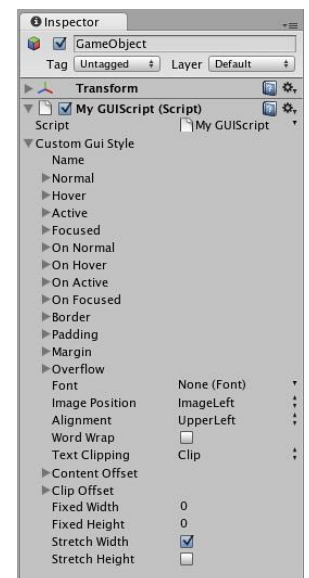 Inspector
GameObject
Tag Untagged Layer Default
Transform
My GUIScript (Script)
Script My GUIScript
Custom Gui Style
Name
Normal
Hover
Active
Focused
On Normal
On Hover
On Active
On Focused
Border
Padding
Margin
Overflow
Font None (Font)
Image Position ImageLeft
Alignment UpperLeft
Word Wrap
Text Clipping Clip
Content Offset
Clip Offset
Fixed Width 0
Fixed Height 0
Stretch Width
Stretch Height